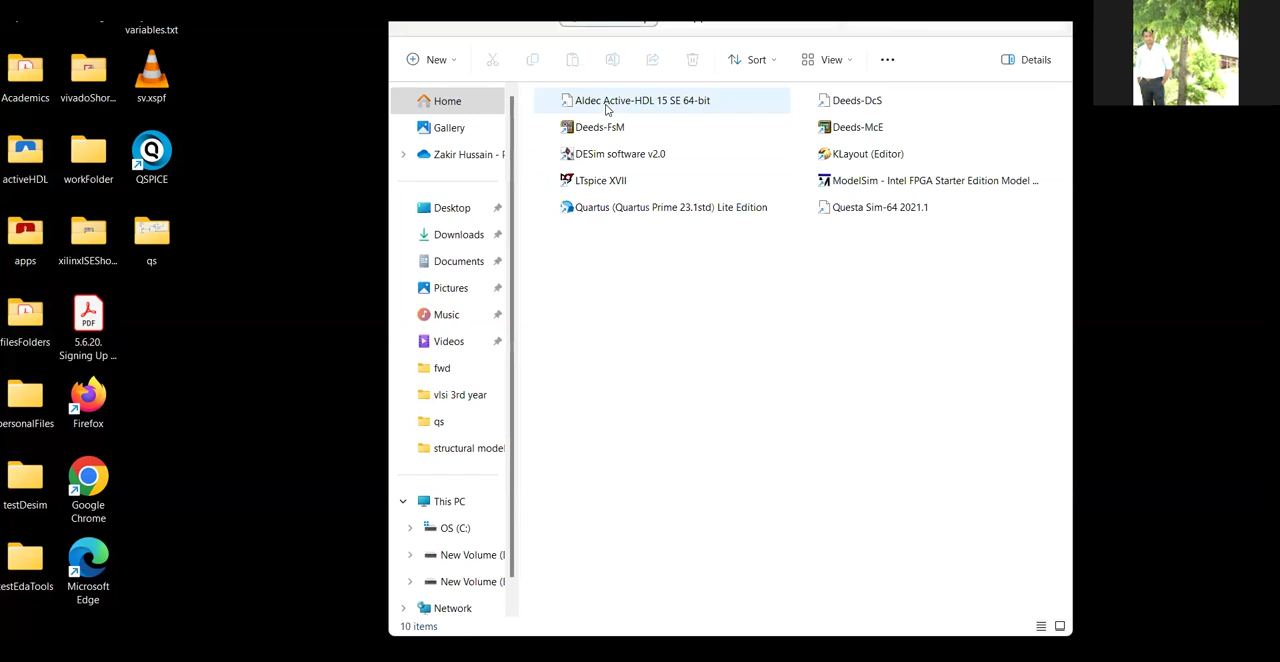 variables.txt
Academics
vivadoShor...
sv.xspf
activeHDL
workFolder
QSPICE
apps
xilinxISESho...
qs
filesFolders
PDF
5.6.20.
Signing Up ...
personalFiles
Firefox
testDesim
Google
Chrome
testEdaTools
Microsoft
Edge
New
Sort
View
Details
Home
Gallery
Zakir Hussain - P
Desktop
Downloads
Documents
Pictures
Music
Videos
fwd
vlsi 3rd year
qs
structural model
This PC
OS (C:)
New Volume (
New Volume (
Network
Aldec Active-HDL 15 SE 64-bit
Deeds-DcS
Deeds-FsM
Deeds-McE
DESim software v2.0
KLayout (Editor)
LTspice XVII
ModelSim - Intel FPGA Starter Edition Model ...
Quartus (Quartus Prime 23.1std) Lite Edition
Questa Sim-64 2021.1
10 items